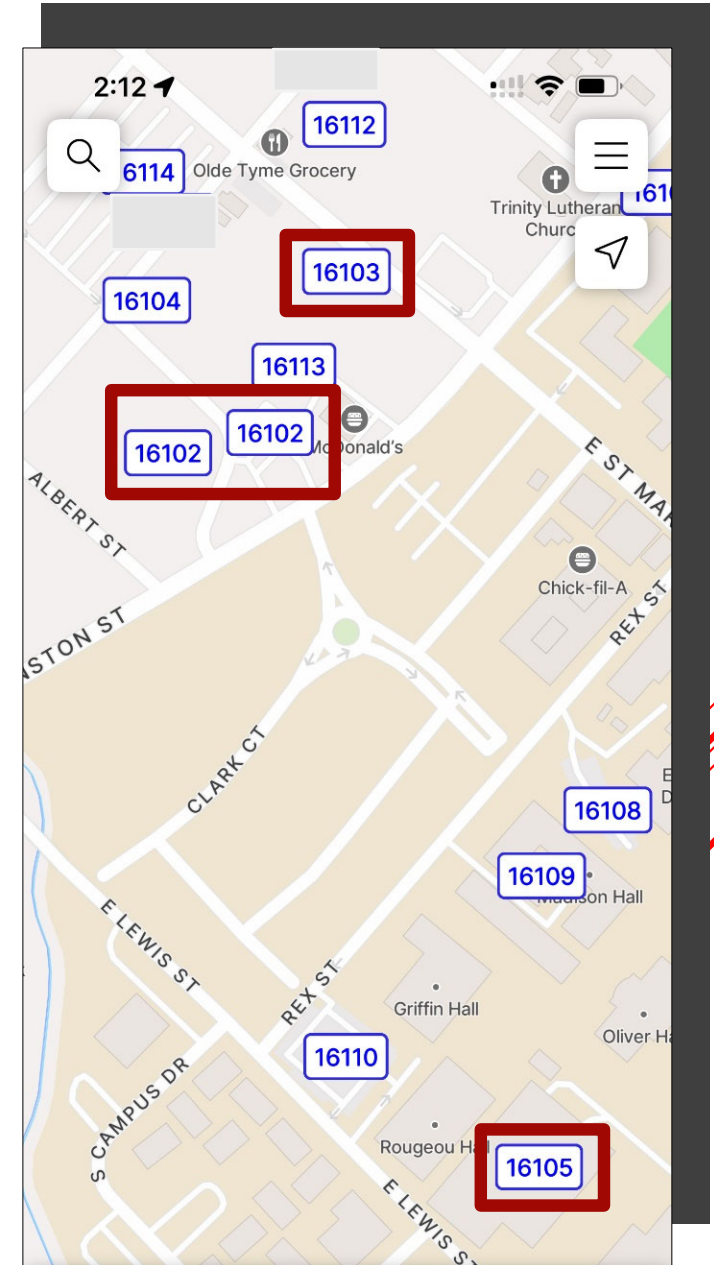 2:12
16112
6114
Olde Tyme Grocery
Trinity Lutheran
Churc
161
16103
16104
16113
16102
16102
McDonald's
ALBERT ST
E ST MAR
Chick-fil-A
REX ST
NSTON ST
CLARK CT
E
D
16108
16109
Madison Hall
E LEWIS ST
REX ST
Griffin Hall
Oliver Ha
16110
S CAMPUS DR
Rougeou H
16105
E LEWIS S